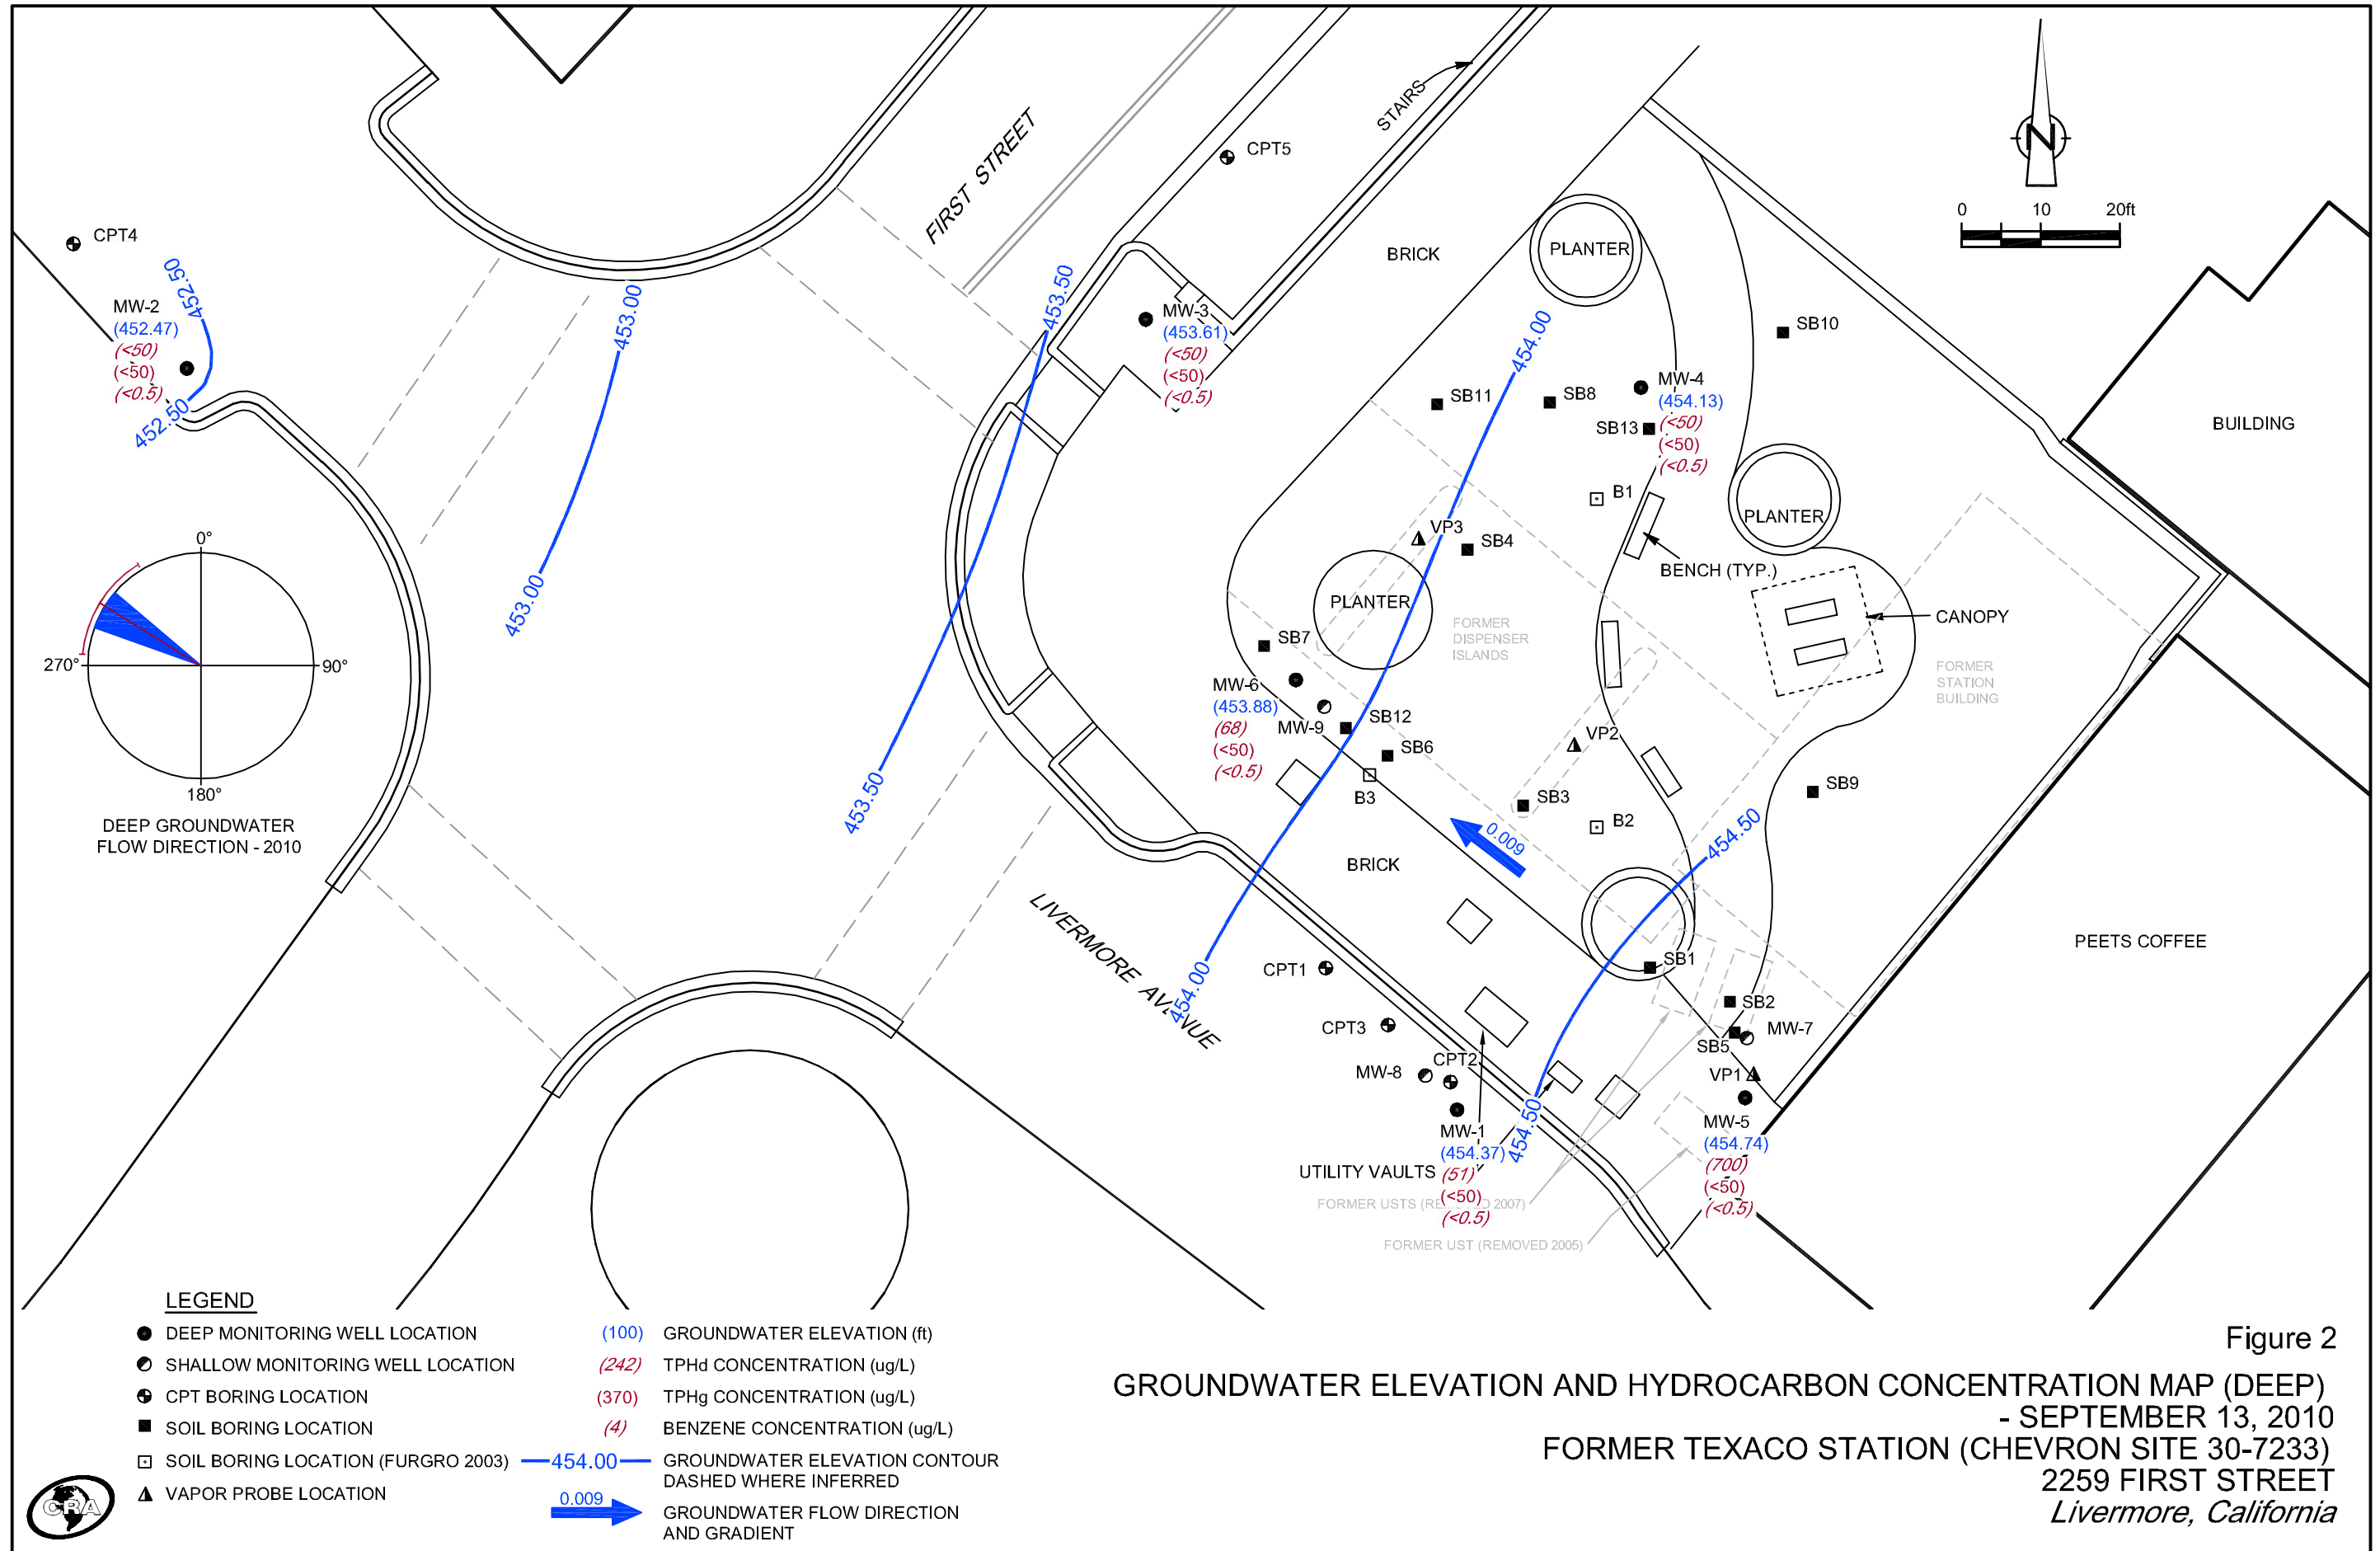 FIRST STREET
STAIRS
CPT5
N
0 10 20ft
CPT4
452.50
MW-2
(452.47)
(<50)
(<50)
(<0.5)
452.50
453.00
453.50
MW-3
(453.61)
(<50)
(<50)
(<0.5)
BRICK
PLANTER
454.00
SB10
SB11
SB8
MW-4
(454.13)
(<50)
(<50)
(<0.5)
SB13
BUILDING
B1
PLANTER
VP3
SB4
BENCH (TYP.)
PLANTER
CANOPY
FORMER
DISPENSER
ISLANDS
FORMER
STATION
BUILDING
0°
270°
90°
180°
DEEP GROUNDWATER
FLOW DIRECTION - 2010
453.00
SB7
MW-6
(453.88)
(68)
(<50)
(<0.5)
MW-9
SB12
SB6
B3
VP2
SB3
B2
SB9
453.50
0.009
454.50
BRICK
LIVERMORE AVENUE
454.00
CPT1
CPT3
CPT2
MW-8
MW-1
(454.37)
(51)
(<50)
(<0.5)
454.50
SB1
SB2
MW-7
SB5
VP1
MW-5
(454.74)
(700)
(<50)
(<0.5)
PEETS COFFEE
UTILITY VAULTS
FORMER USTS (REMOVED 2007)
FORMER UST (REMOVED 2005)
LEGEND
DEEP MONITORING WELL LOCATION
SHALLOW MONITORING WELL LOCATION
CPT BORING LOCATION
SOIL BORING LOCATION
SOIL BORING LOCATION (FURGRO 2003)
VAPOR PROBE LOCATION
(100) GROUNDWATER ELEVATION (ft)
(242) TPHd CONCENTRATION (ug/L)
(370) TPHg CONCENTRATION (ug/L)
(4) BENZENE CONCENTRATION (ug/L)
454.00 GROUNDWATER ELEVATION CONTOUR
DASHED WHERE INFERRED
0.009 GROUNDWATER FLOW DIRECTION
AND GRADIENT
CRA
Figure 2
GROUNDWATER ELEVATION AND HYDROCARBON CONCENTRATION MAP (DEEP)
- SEPTEMBER 13, 2010
FORMER TEXACO STATION (CHEVRON SITE 30-7233)
2259 FIRST STREET
Livermore, California